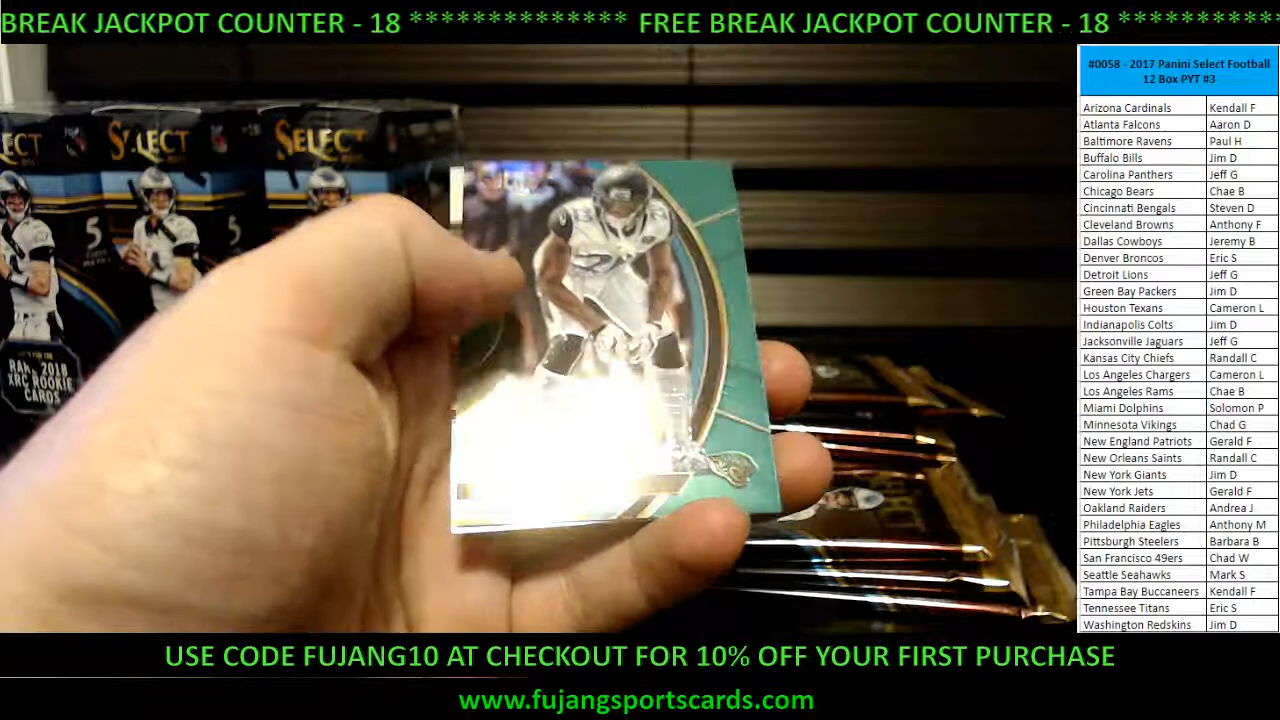 BREAK JACKPOT COUNTER - 18 ************** FREE BREAK JACKPOT COUNTER - 18 ***********
#0058 - 2017 Panini Select Football
12 Box PYT #3
Arizona Cardinals Kendall F
Atlanta Falcons Aaron D
Baltimore Ravens Paul H
Buffalo Bills Jim D
Carolina Panthers Jeff G
Chicago Bears Chae B
Cincinnati Bengals Steven D
Cleveland Browns Anthony F
Dallas Cowboys Jeremy B
Denver Broncos Eric S
Detroit Lions Jeff G
Green Bay Packers Jim D
Houston Texans Cameron L
Indianapolis Colts Jim D
Jacksonville Jaguars Jeff G
Kansas City Chiefs Randall C
Los Angeles Chargers Cameron L
Los Angeles Rams Chae B
Miami Dolphins Solomon P
Minnesota Vikings Chad G
New England Patriots Gerald F
New Orleans Saints Randall C
New York Giants Jim D
New York Jets Gerald F
Oakland Raiders Andrea J
Philadelphia Eagles Anthony M
Pittsburgh Steelers Barbara B
San Francisco 49ers Chad W
Seattle Seahawks Mark S
Tampa Bay Buccaneers Kendall F
Tennessee Titans Eric S
Washington Redskins Jim D
ECT SELECT SELECT
5 5
2018
XRC ROOKIE
CARDS
USE CODE FUJANG10 AT CHECKOUT FOR 10% OFF YOUR FIRST PURCHASE
www.fujangsportscards.com